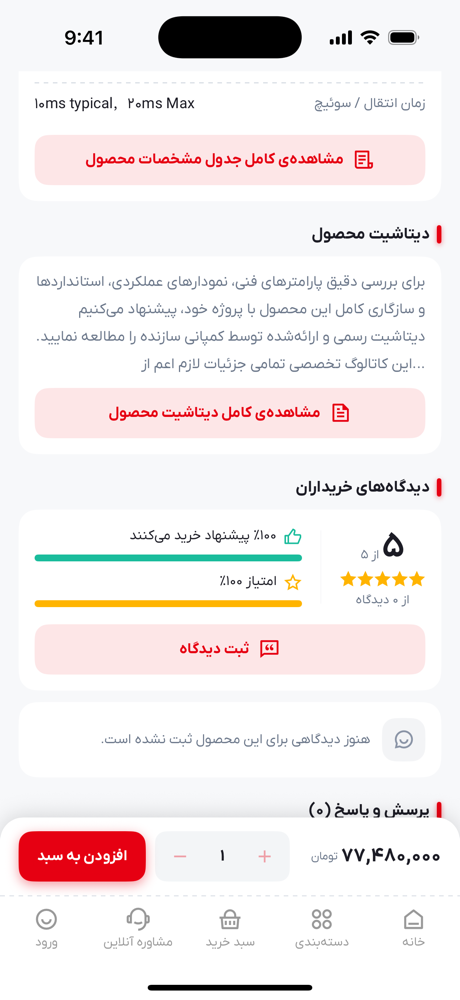 9:41
زمان انتقال / سوئیچ
۱۰ms typical, ۲۰ms Max
مشاهده‌ی کامل جدول مشخصات محصول
دیتاشیت محصول
برای بررسی دقیق پارامترهای فنی، نمودارهای عملکردی، استانداردها
و سازگاری کامل این محصول با پروژه خود، پیشنهاد می‌کنیم
دیتاشیت رسمی و ارائه‌شده توسط کمپانی سازنده را مطالعه نمایید.
...این کاتالوگ تخصصی تمامی جزئیات لازم اعم از
مشاهده‌ی کامل دیتاشیت محصول
دیدگاه‌های خریداران
۵ از ۵
از ۰ دیدگاه
۱۰۰٪ پیشنهاد خرید می‌کنند
امتیاز ۱۰۰٪
ثبت دیدگاه
هنوز دیدگاهی برای این محصول ثبت نشده است.
پرسش و پاسخ (۰)
۷۷,۴۸۰,۰۰۰ تومان
+ ۱ −
افزودن به سبد
خانه
دسته‌بندی
سبد خرید
مشاوره آنلاین
ورود